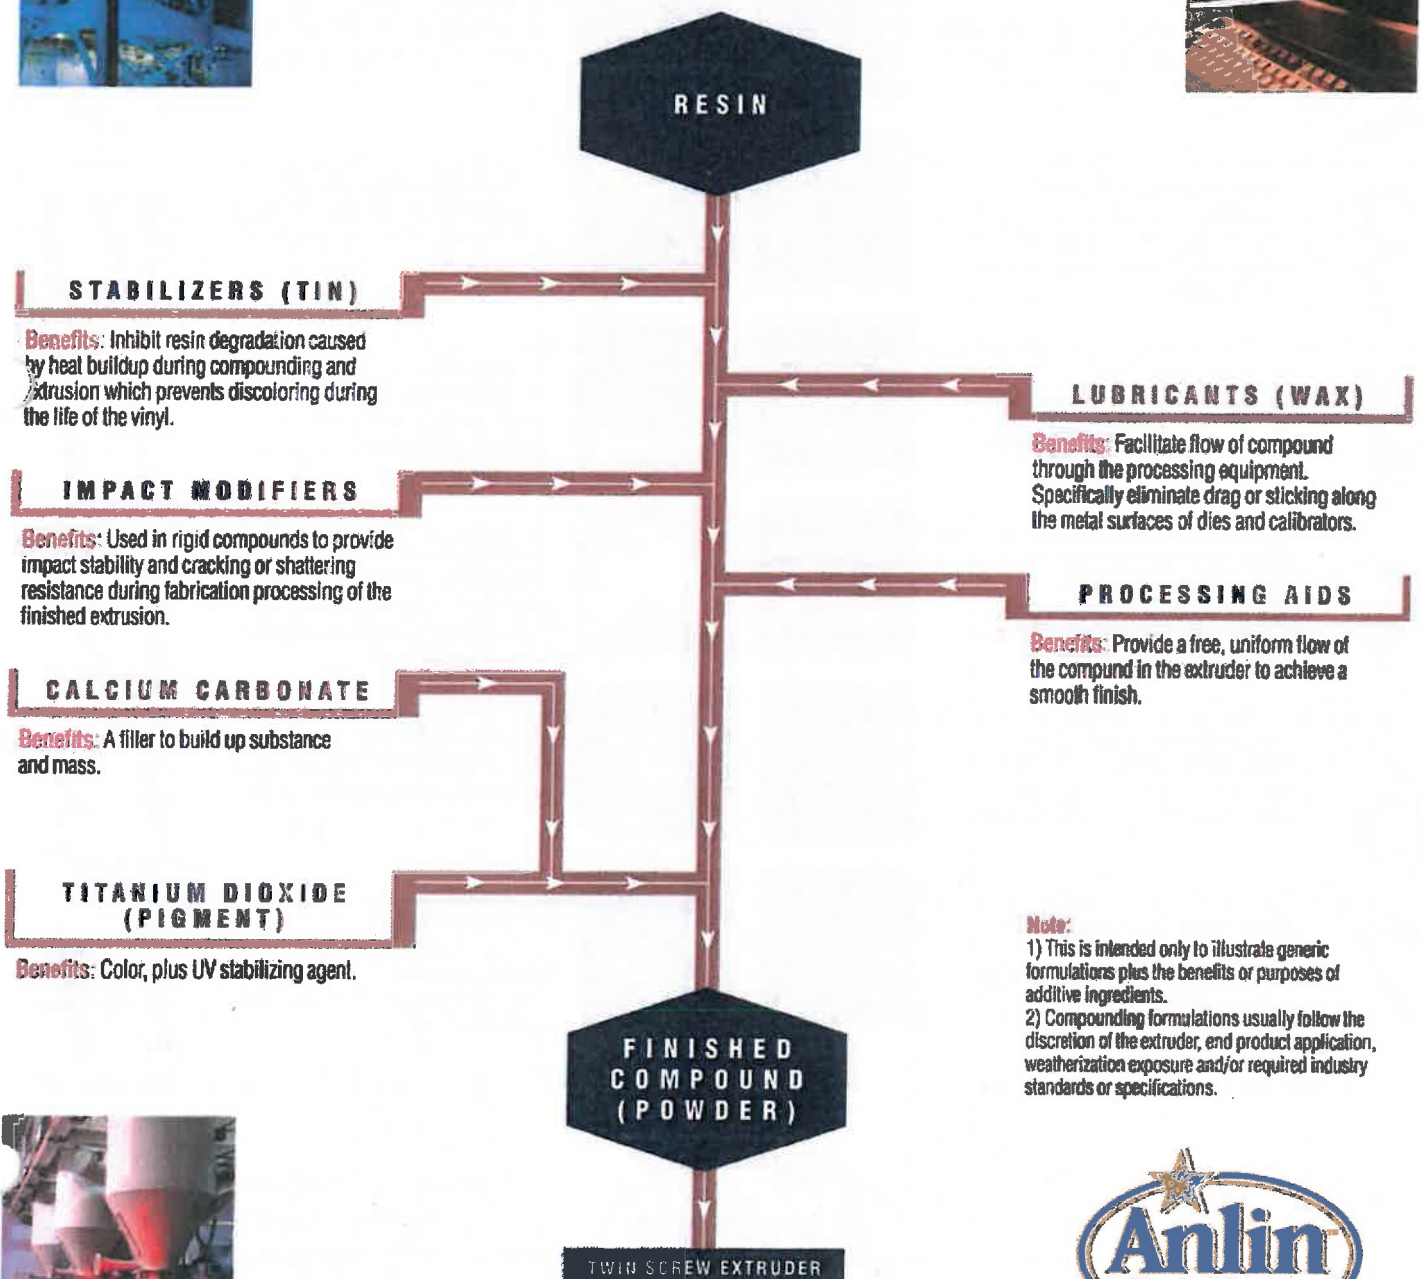 RESIN
STABILIZERS (TIN)
Benefits: Inhibit resin degradation caused
by heat buildup during compounding and
extrusion which prevents discoloring during
the life of the vinyl.
LUBRICANTS (WAX)
Benefits: Facilitate flow of compound
through the processing equipment.
Specifically eliminate drag or sticking along
the metal surfaces of dies and calibrators.
IMPACT MODIFIERS
Benefits: Used in rigid compounds to provide
impact stability and cracking or shattering
resistance during fabrication processing of the
finished extrusion.
PROCESSING AIDS
Benefits: Provide a free, uniform flow of
the compund in the extruder to achieve a
smooth finish.
CALCIUM CARBONATE
Benefits: A filler to build up substance
and mass.
TITANIUM DIOXIDE
(PIGMENT)
Benefits: Color, plus UV stabilizing agent.
Note:
1) This is intended only to illustrate generic
formulations plus the benefits or purposes of
additive ingredients.
2) Compounding formulations usually follow the
discretion of the extruder, end product application,
weatherization exposure and/or required industry
standards or specifications.
FINISHED
COMPOUND
(POWDER)
TWIN SCREW EXTRUDER
Anlin